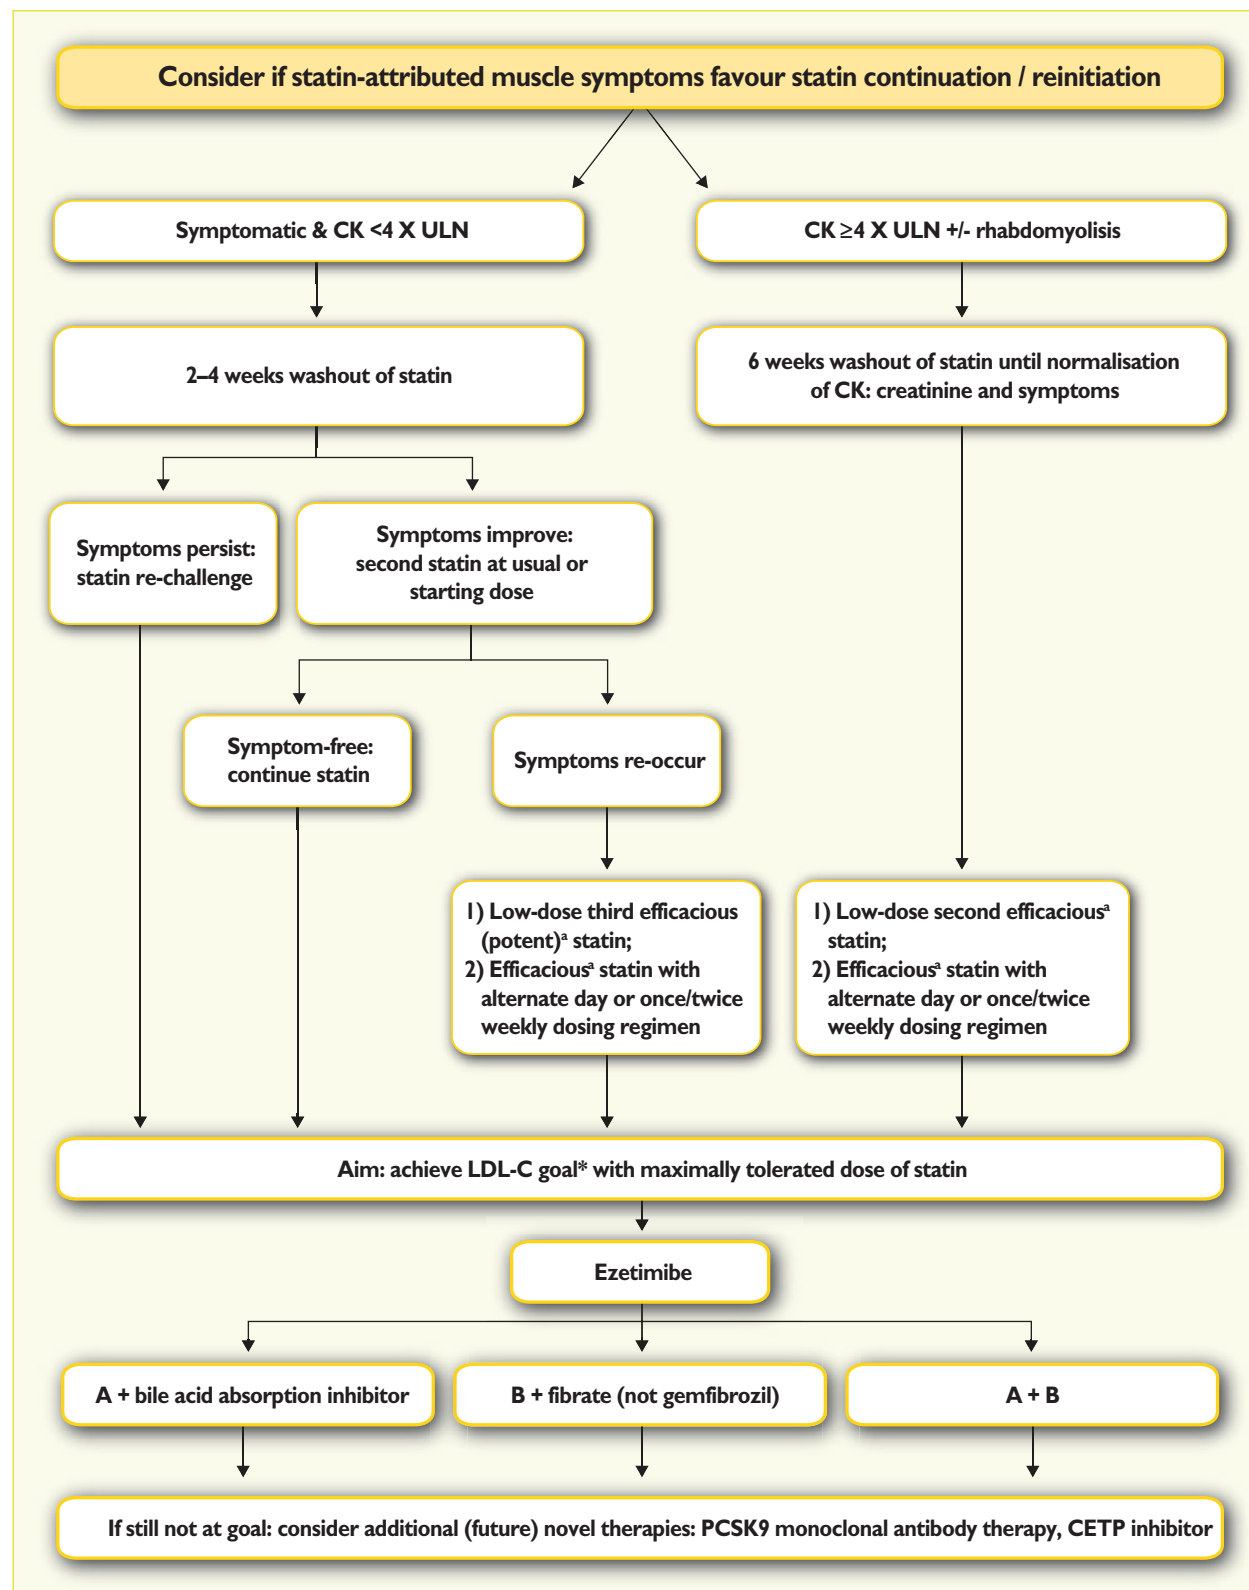 Consider if statin-attributed muscle symptoms favour statin continuation / reinitiation
Symptomatic & CK <4 X ULN
CK ≥4 X ULN +/- rhabdomyolisis
2–4 weeks washout of statin
6 weeks washout of statin until normalisation
of CK: creatinine and symptoms
Symptoms persist:
statin re-challenge
Symptoms improve:
second statin at usual or
starting dose
Symptom-free:
continue statin
Symptoms re-occur
1) Low-dose third efficacious
(potent)ᵃ statin;
2) Efficaciousᵃ statin with
alternate day or once/twice
weekly dosing regimen
1) Low-dose second efficaciousᵃ
statin;
2) Efficaciousᵃ statin with
alternate day or once/twice
weekly dosing regimen
Aim: achieve LDL-C goal* with maximally tolerated dose of statin
Ezetimibe
A + bile acid absorption inhibitor
B + fibrate (not gemfibrozil)
A + B
If still not at goal: consider additional (future) novel therapies: PCSK9 monoclonal antibody therapy, CETP inhibitor